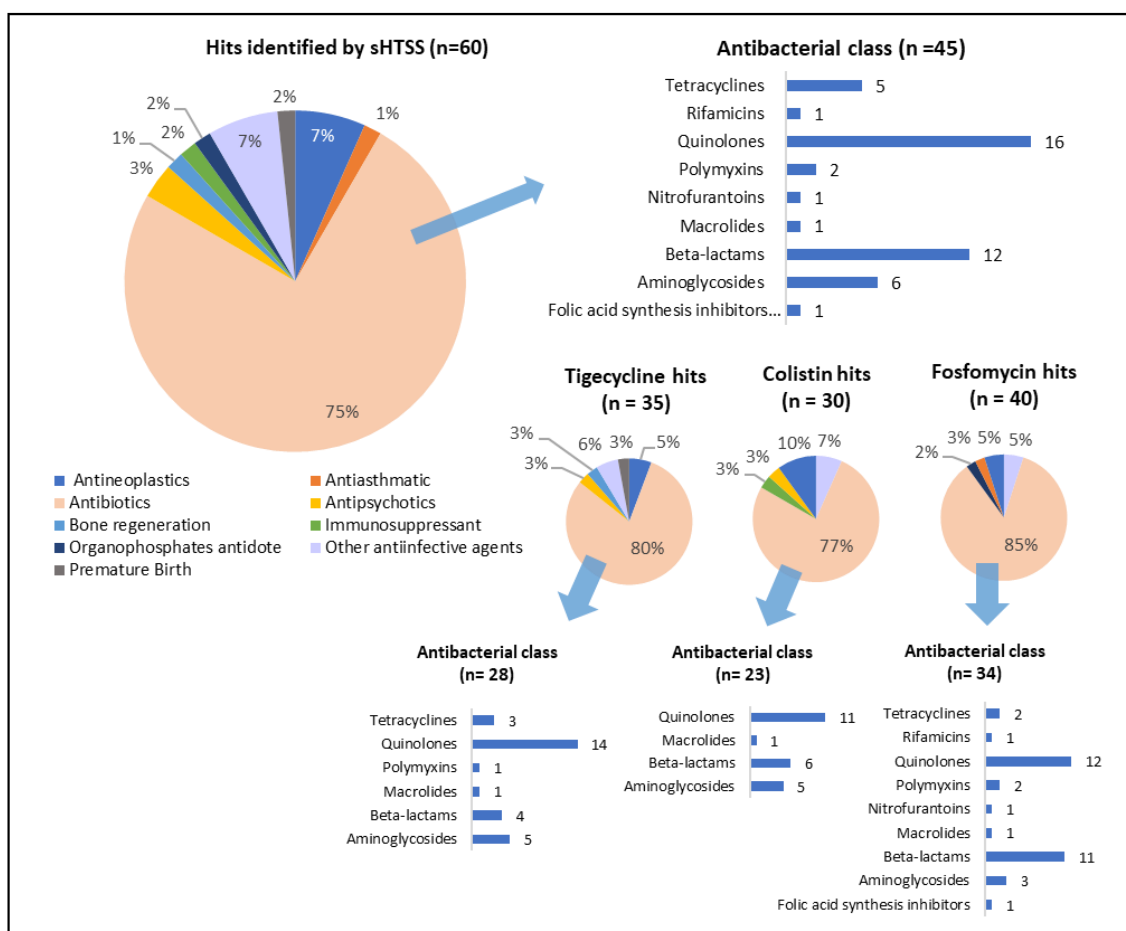 Hits identified by sHTSS (n=60)
2%
2%
7%
7%
1%
2%
1%
3%
75%
Antineoplastics
Antiasthmatic
Antibiotics
Antipsychotics
Bone regeneration
Immunosuppressant
Organophosphates antidote
Other antiinfective agents
Premature Birth
Antibacterial class (n =45)
Tetracyclines 5
Rifamicins 1
Quinolones 16
Polymyxins 2
Nitrofurantoins 1
Macrolides 1
Beta-lactams 12
Aminoglycosides 6
Folic acid synthesis inhibitors... 1
Tigecycline hits
(n = 35)
3%
6%
3%
5%
3%
80%
Colistin hits
(n = 30)
10%
7%
3%
3%
77%
Fosfomycin hits
(n = 40)
3%
5%
5%
2%
85%
Antibacterial class
(n= 28)
Tetracyclines 3
Quinolones 14
Polymyxins 1
Macrolides 1
Beta-lactams 4
Aminoglycosides 5
Antibacterial class
(n= 23)
Quinolones 11
Macrolides 1
Beta-lactams 6
Aminoglycosides 5
Antibacterial class
(n= 34)
Tetracyclines 2
Rifamicins 1
Quinolones 12
Polymyxins 2
Nitrofurantoins 1
Macrolides 1
Beta-lactams 11
Aminoglycosides 3
Folic acid synthesis inhibitors 1